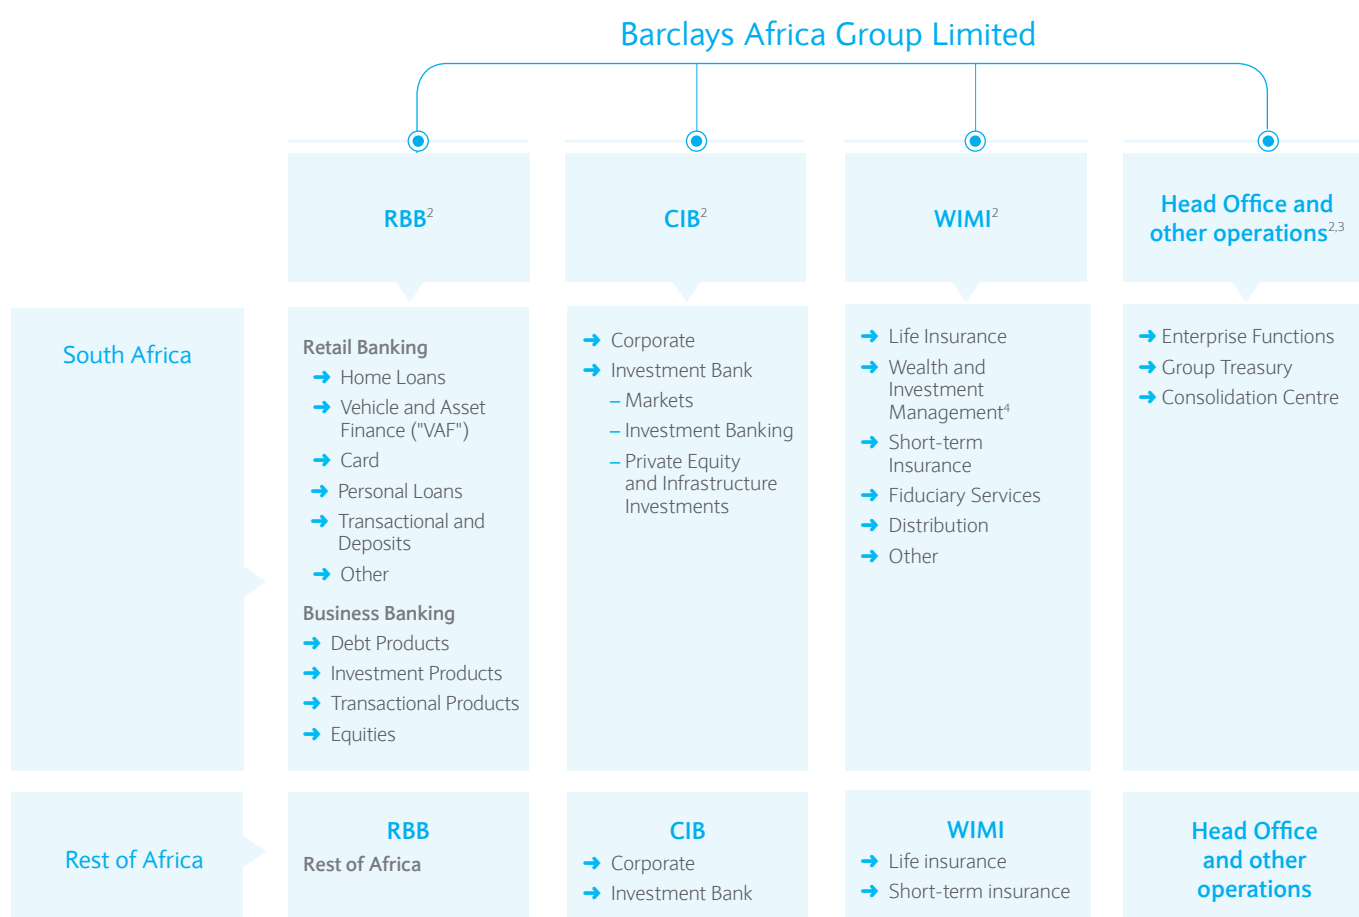 Barclays Africa Group Limited
RBB2
CIB2
WIMI2
Head Office and
other operations2,3
South Africa
Retail Banking
Home Loans
Vehicle and Asset
Finance ("VAF")
Card
Personal Loans
Transactional and
Deposits
Other
Business Banking
Debt Products
Investment Products
Transactional Products
Equities
Corporate
Investment Bank
– Markets
– Investment Banking
– Private Equity
and Infrastructure
Investments
Life Insurance
Wealth and
Investment
Management4
Short-term
Insurance
Fiduciary Services
Distribution
Other
Enterprise Functions
Group Treasury
Consolidation Centre
Rest of Africa
RBB
Rest of Africa
CIB
Corporate
Investment Bank
WIMI
Life insurance
Short-term insurance
Head Office
and other
operations